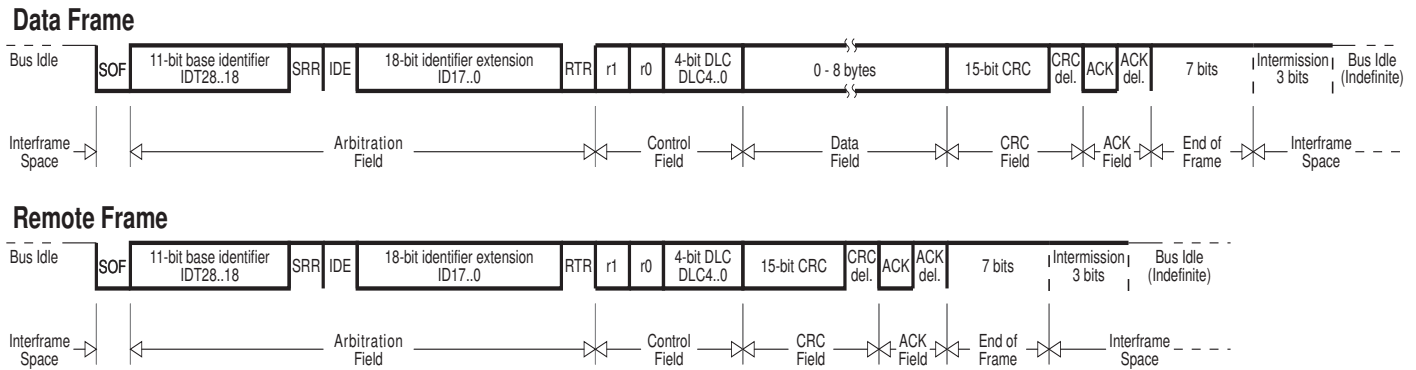 Data Frame
Bus Idle
SOF
11-bit base identifier
IDT28..18
SRR
IDE
18-bit identifier extension
ID17..0
RTR
r1
r0
4-bit DLC
DLC4..0
0 - 8 bytes
15-bit CRC
CRC
del.
ACK
ACK
del.
7 bits
Intermission
3 bits
Bus Idle
(Indefinite)
Interframe
Space
Arbitration
Field
Control
Field
Data
Field
CRC
Field
ACK
Field
End of
Frame
Interframe
Space
Remote Frame
Bus Idle
SOF
11-bit base identifier
IDT28..18
SRR
IDE
18-bit identifier extension
ID17..0
RTR
r1
r0
4-bit DLC
DLC4..0
15-bit CRC
CRC
del.
ACK
ACK
del.
7 bits
Intermission
3 bits
Bus Idle
(Indefinite)
Interframe
Space
Arbitration
Field
Control
Field
CRC
Field
ACK
Field
End of
Frame
Interframe
Space